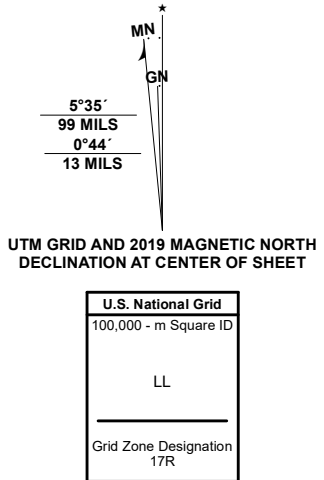 MN
GN
5°35´
99 MILS
0°44´
13 MILS
UTM GRID AND 2019 MAGNETIC NORTH
DECLINATION AT CENTER OF SHEET
U.S. National Grid
100,000 - m Square ID
LL
Grid Zone Designation
17R